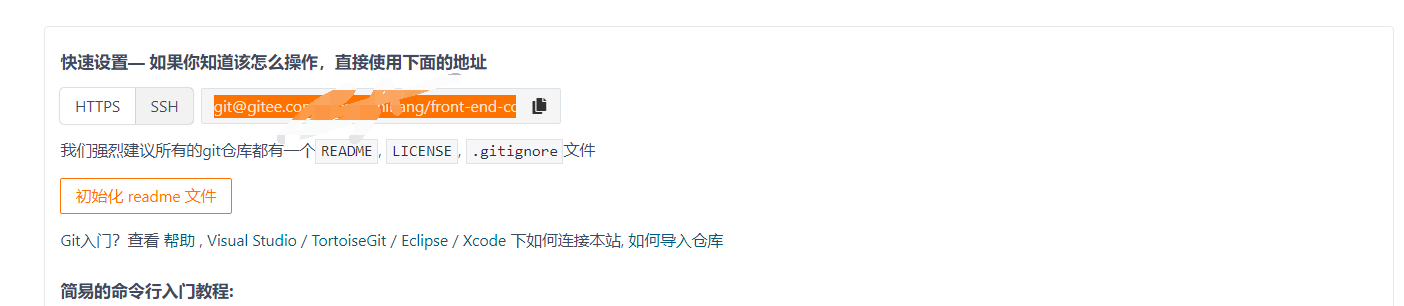 快速设置— 如果你知道该怎么操作，直接使用下面的地址
HTTPS SSH git@gitee.co ang/front-end-co
我们强烈建议所有的git仓库都有一个 README, LICENSE, .gitignore 文件
初始化 readme 文件
Git入门？查看 帮助 , Visual Studio / TortoiseGit / Eclipse / Xcode 下如何连接本站, 如何导入仓库
简易的命令行入门教程: